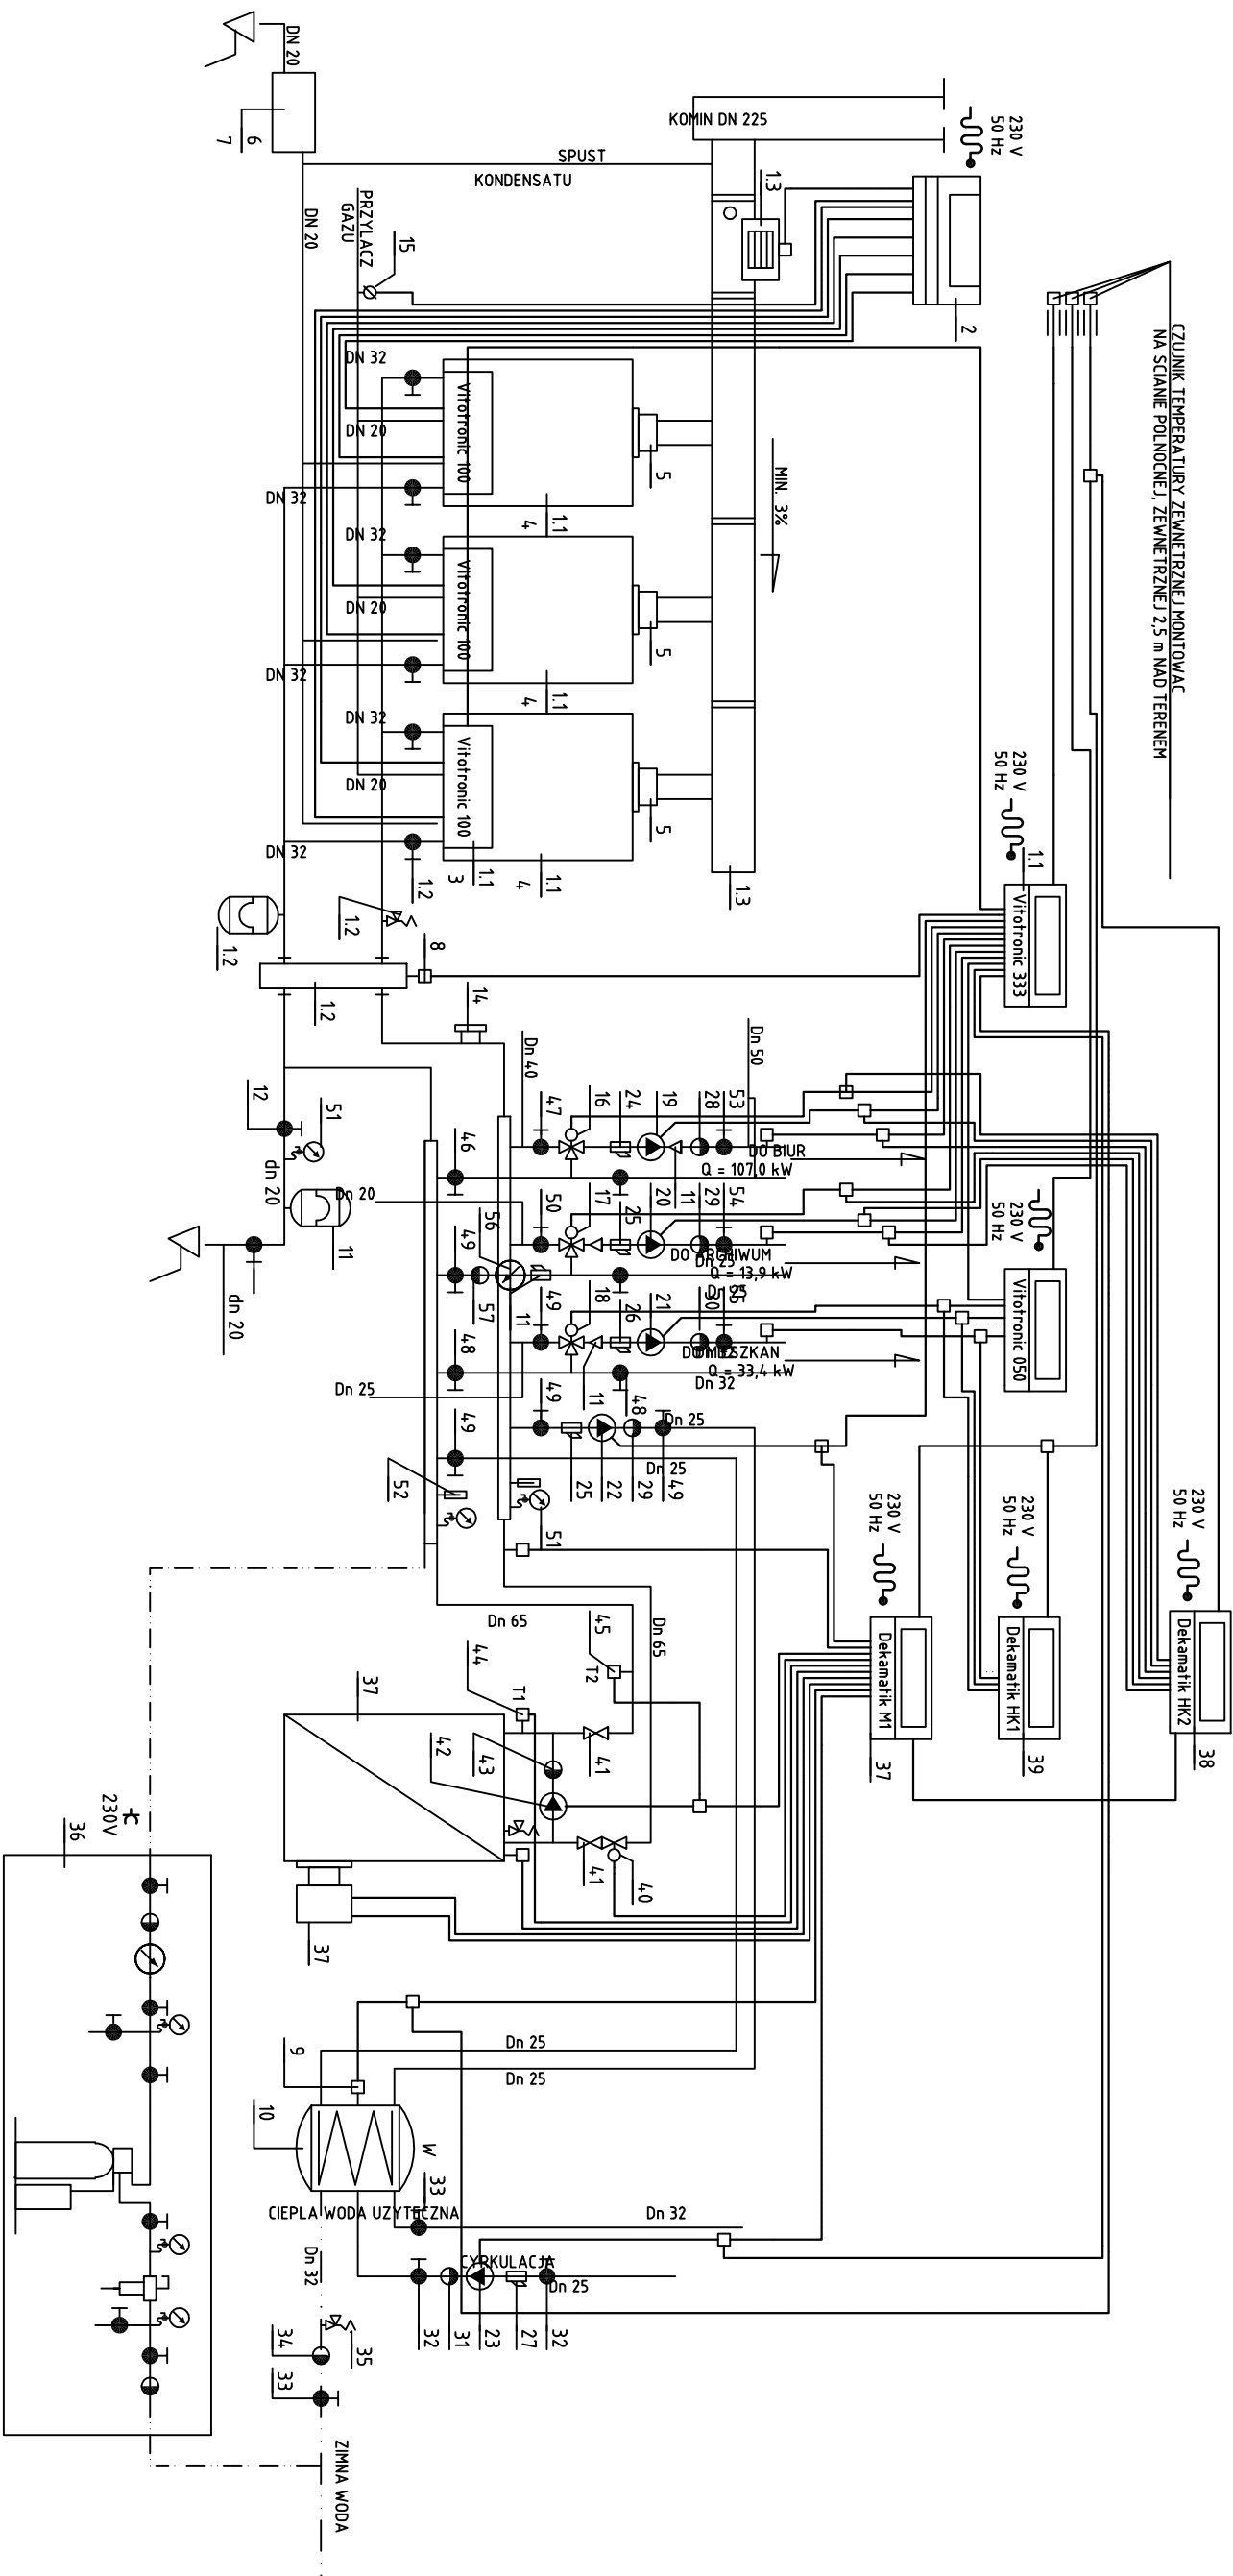 230 V
50 Hz
CZUJNIK TEMPERATURY ZEWNETRZNEJ MONTOWAC
NA SCIANIE POLNOCNEJ, ZEWNETRZNEJ 2,5 m NAD TERENEM
2
KOMIN DN 225
1.3
SPUST
KONDENSATU
DN 20
6
7
DN 20
PRZYLACZ
GAZU
15
MIN. 3%
1.3
5
5
5
DN 32
DN 20
DN 32
Vitotronic 100
1.1
4
DN 32
DN 20
DN 32
Vitotronic 100
1.1
4
DN 32
DN 20
DN 32
Vitotronic 100
1.1
3
1.1
4
1.2
1.2
1.2
1.2
8
14
230 V
50 Hz
1.1
Vitotronic 333
12
51
dn 20
11
dn 20
Dn 40
Dn 50
47
16
24
19
28
53
11
46
DO BIUR
Q = 107,0 kW
Dn 20
50
17
25
20
29
54
DO ARCHIWUM
Dn 25
Q = 13,9 kW
Dn 25
56
49
57
11
49
18
26
21
30
55
DO MIESZKAN
Q = 33,4 kW
Dn 32
48
11
48
Dn 25
49
25
22
29
49
Dn 25
Dn 25
49
52
51
230 V
50 Hz
Vitotronic 050
230 V
50 Hz
Dekamatik M1
37
230 V
50 Hz
Dekamatik HK1
39
230 V
50 Hz
Dekamatik HK2
38
Dn 65
Dn 65
45
T2
44
T1
37
42
43
41
41
40
37
230V
36
9
10
Dn 25
Dn 25
W
33
CIEPLA WODA UZYTECZNA
Dn 32
CYRKULACJA
Dn 25
Dn 32
32
31
23
27
32
34
35
33
ZIMNA WODA